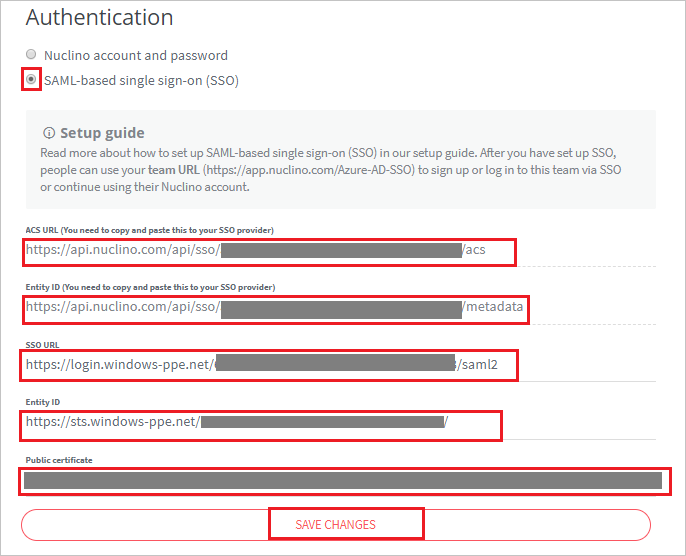 Authentication
Nuclino account and password
SAML-based single sign-on (SSO)
Setup guide
Read more about how to set up SAML-based single sign-on (SSO) in our setup guide. After you have set up SSO,
people can use your team URL (https://app.nuclino.com/Azure-AD-SSO) to sign up or log in to this team via SSO
or continue using their Nuclino account.
ACS URL (You need to copy and paste this to your SSO provider)
https://api.nuclino.com/api/sso/ /acs
Entity ID (You need to copy and paste this to your SSO provider)
https://api.nuclino.com/api/sso/ /metadata
SSO URL
https://login.windows-ppe.net/ /saml2
Entity ID
https://sts.windows-ppe.net/ /
Public certificate
SAVE CHANGES